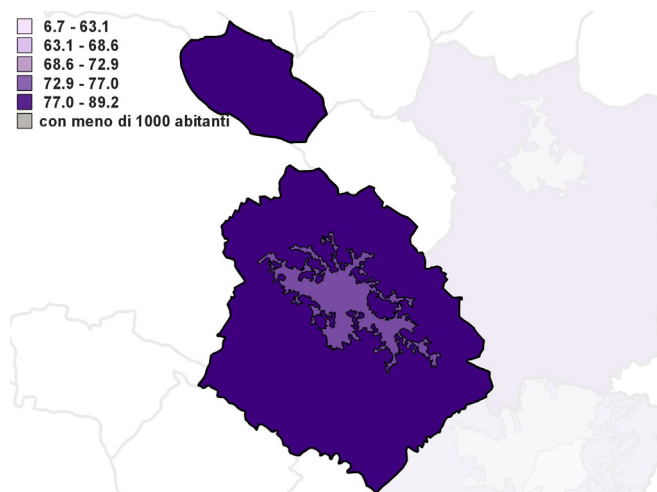 6.7 - 63.1
63.1 - 68.6
68.6 - 72.9
72.9 - 77.0
77.0 - 89.2
con meno di 1000 abitanti